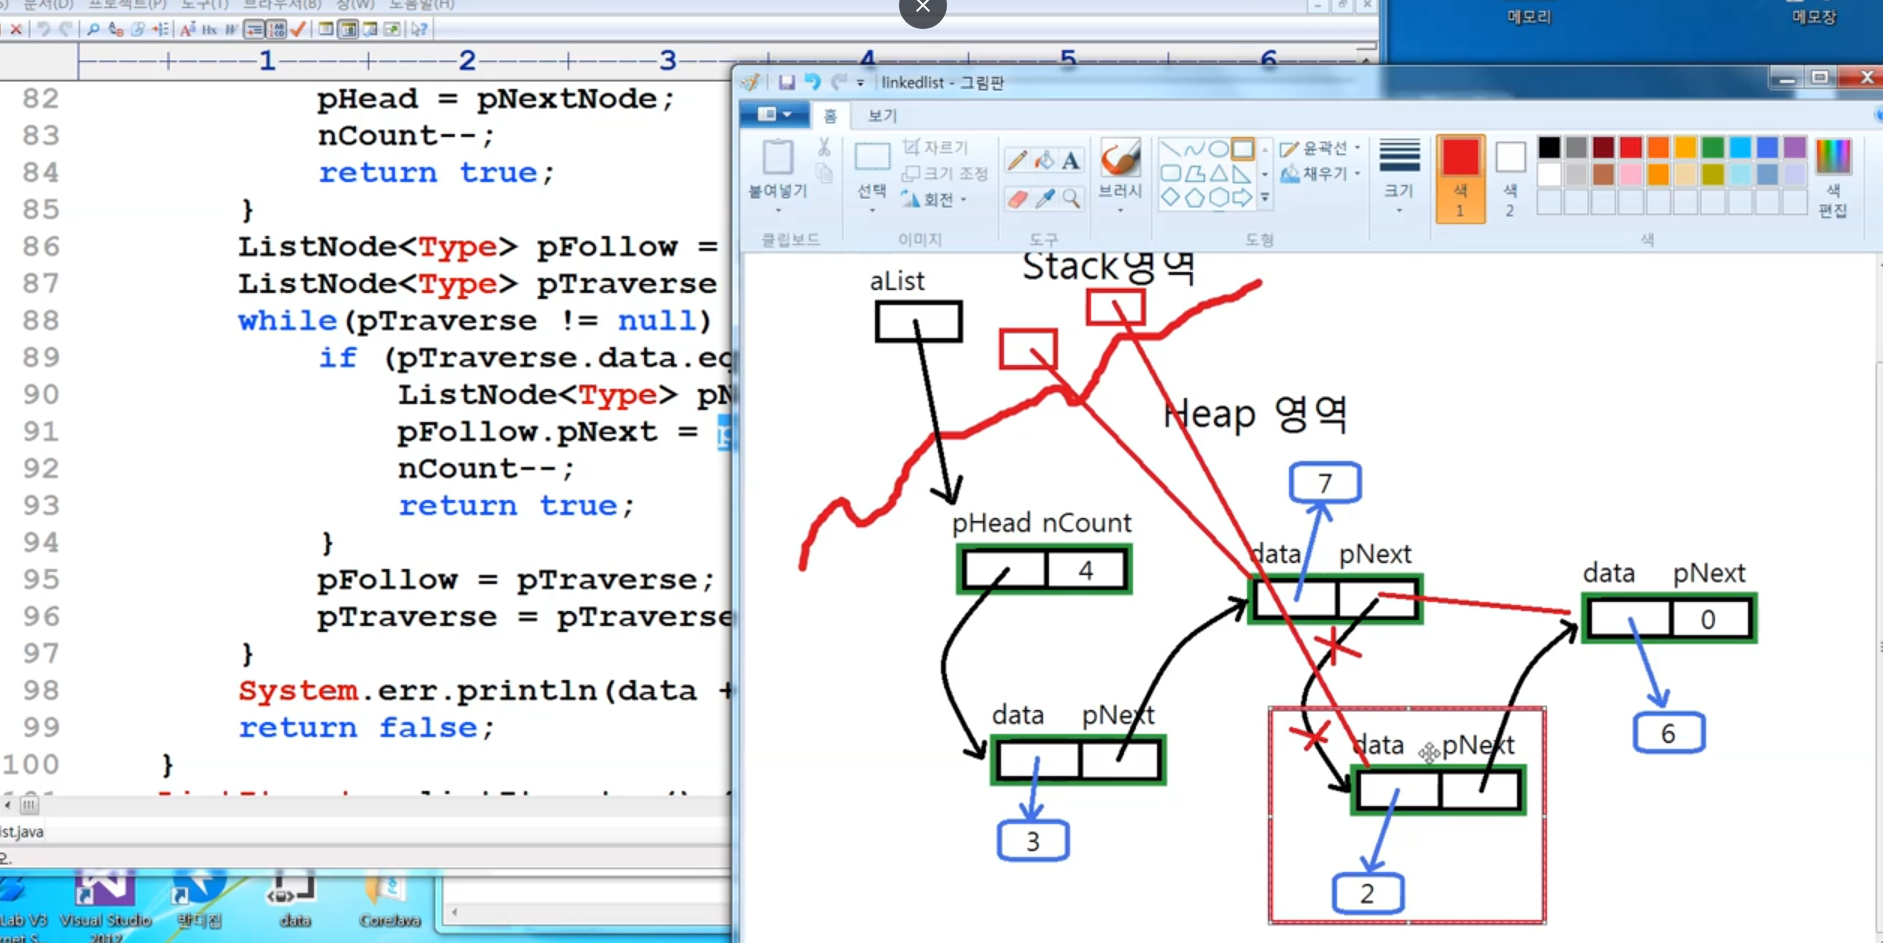 문서(D) 프로젝트(P) 도구(T) 브라우저(B) 창(W) 도움말(H)
1 2 3 4 5 6
82 pHead = pNextNode;
83 nCount--;
84 return true;
85 }
86 ListNode<Type> pFollow =
87 ListNode<Type> pTraverse
88 while(pTraverse != null)
89 if (pTraverse.data.eq
90 ListNode<Type> pN
91 pFollow.pNext = p
92 nCount--;
93 return true;
94 }
95 pFollow = pTraverse;
96 pTraverse = pTraverse
97 }
98 System.err.println(data +
99 return false;
100 }
ist.java
오.
Lab V3
Visual Studio
2012
반디집
data
CoreJava
메모리
메모장
linkedlist - 그림판
홈 보기
붙여넣기
클립보드
선택
자르기
크기 조정
회전
이미지
A
도구
브러시
윤곽선
채우기
도형
크기
색
1
색
2
색
편집
색
Stack영역
aList
Heap 영역
7
pHead nCount
4
data pNext
data pNext
0
data pNext
3
data pNext
2
6